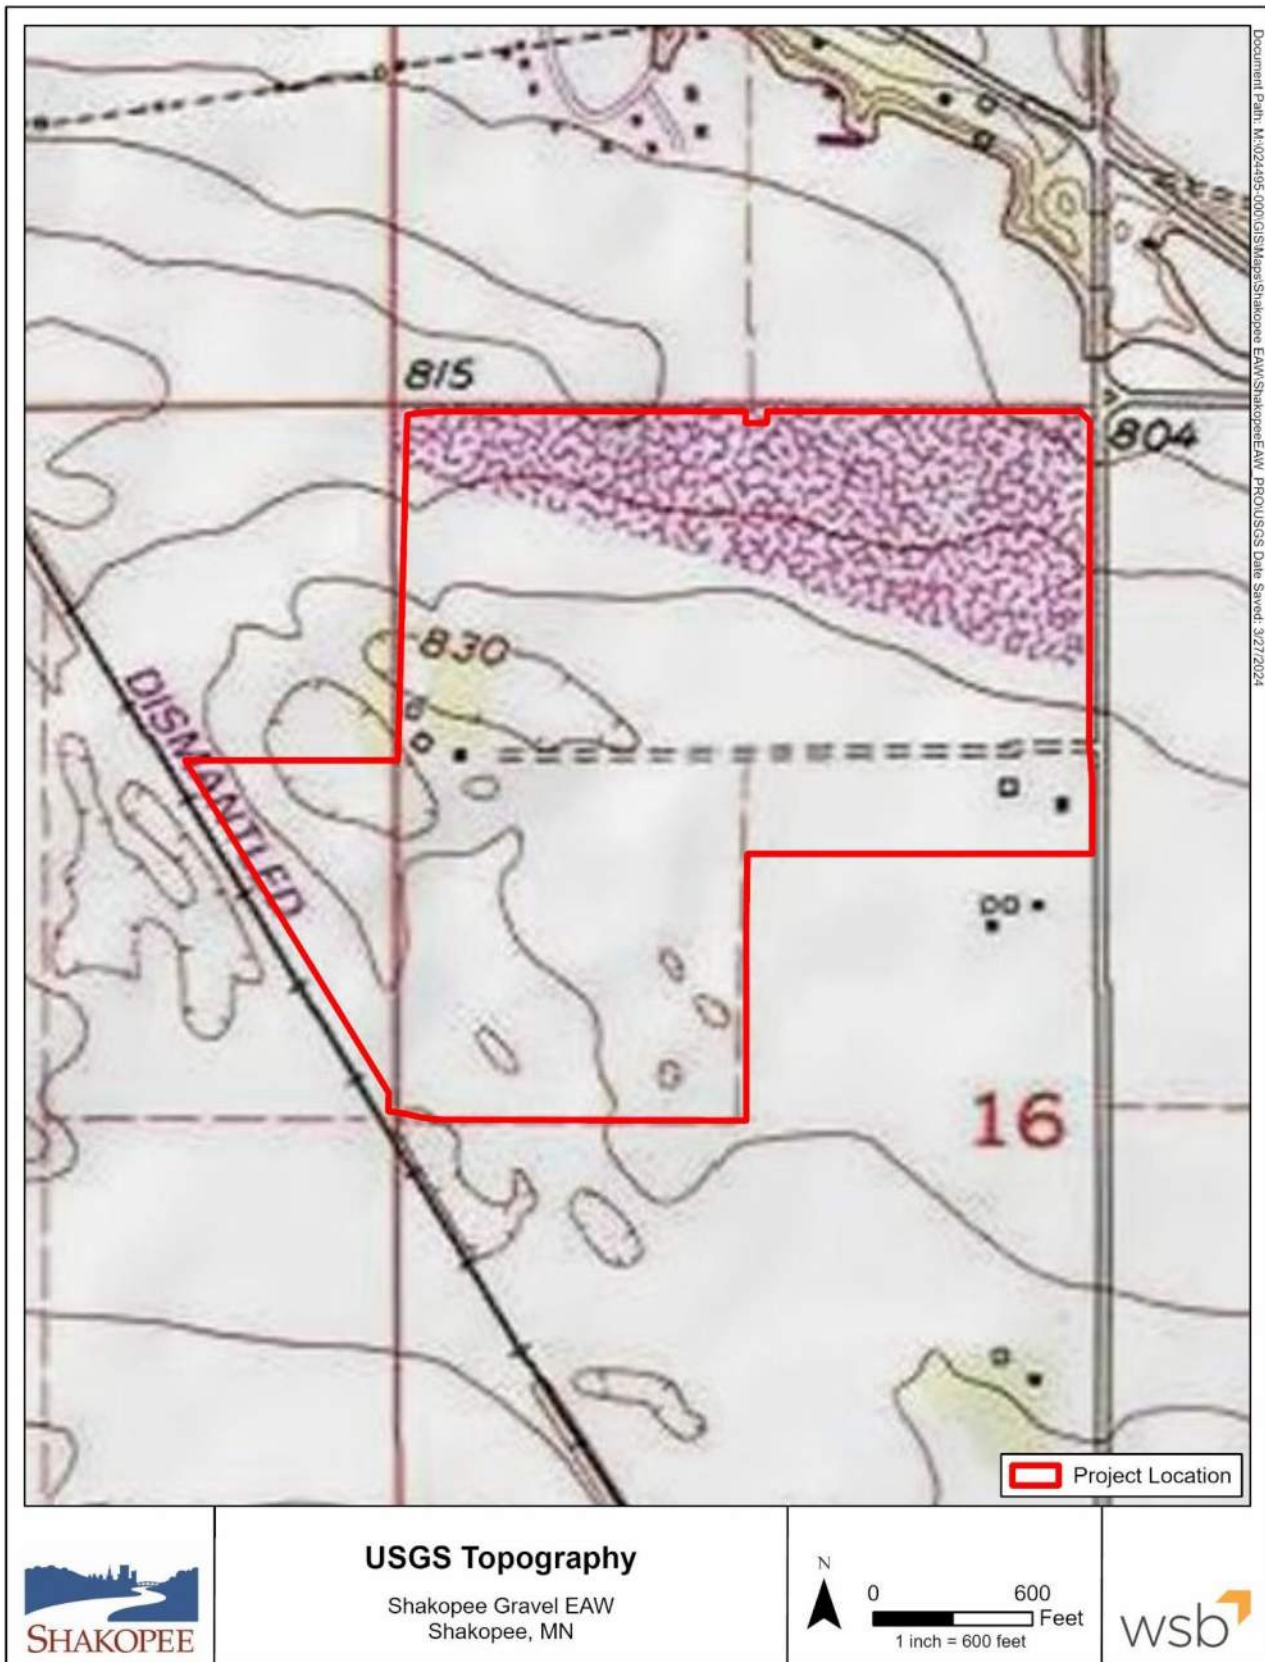 Document Path: M:\024495-000\GIS\Maps\Shakopee EAW\ShakopeeEAW_PRO\USGS Date Saved: 3/27/2024
815
804
830
DISMANTLED
16
Project Location
USGS Topography
Shakopee Gravel EAW
Shakopee, MN
SHAKOPEE
N
0 600
Feet
1 inch = 600 feet
wsb